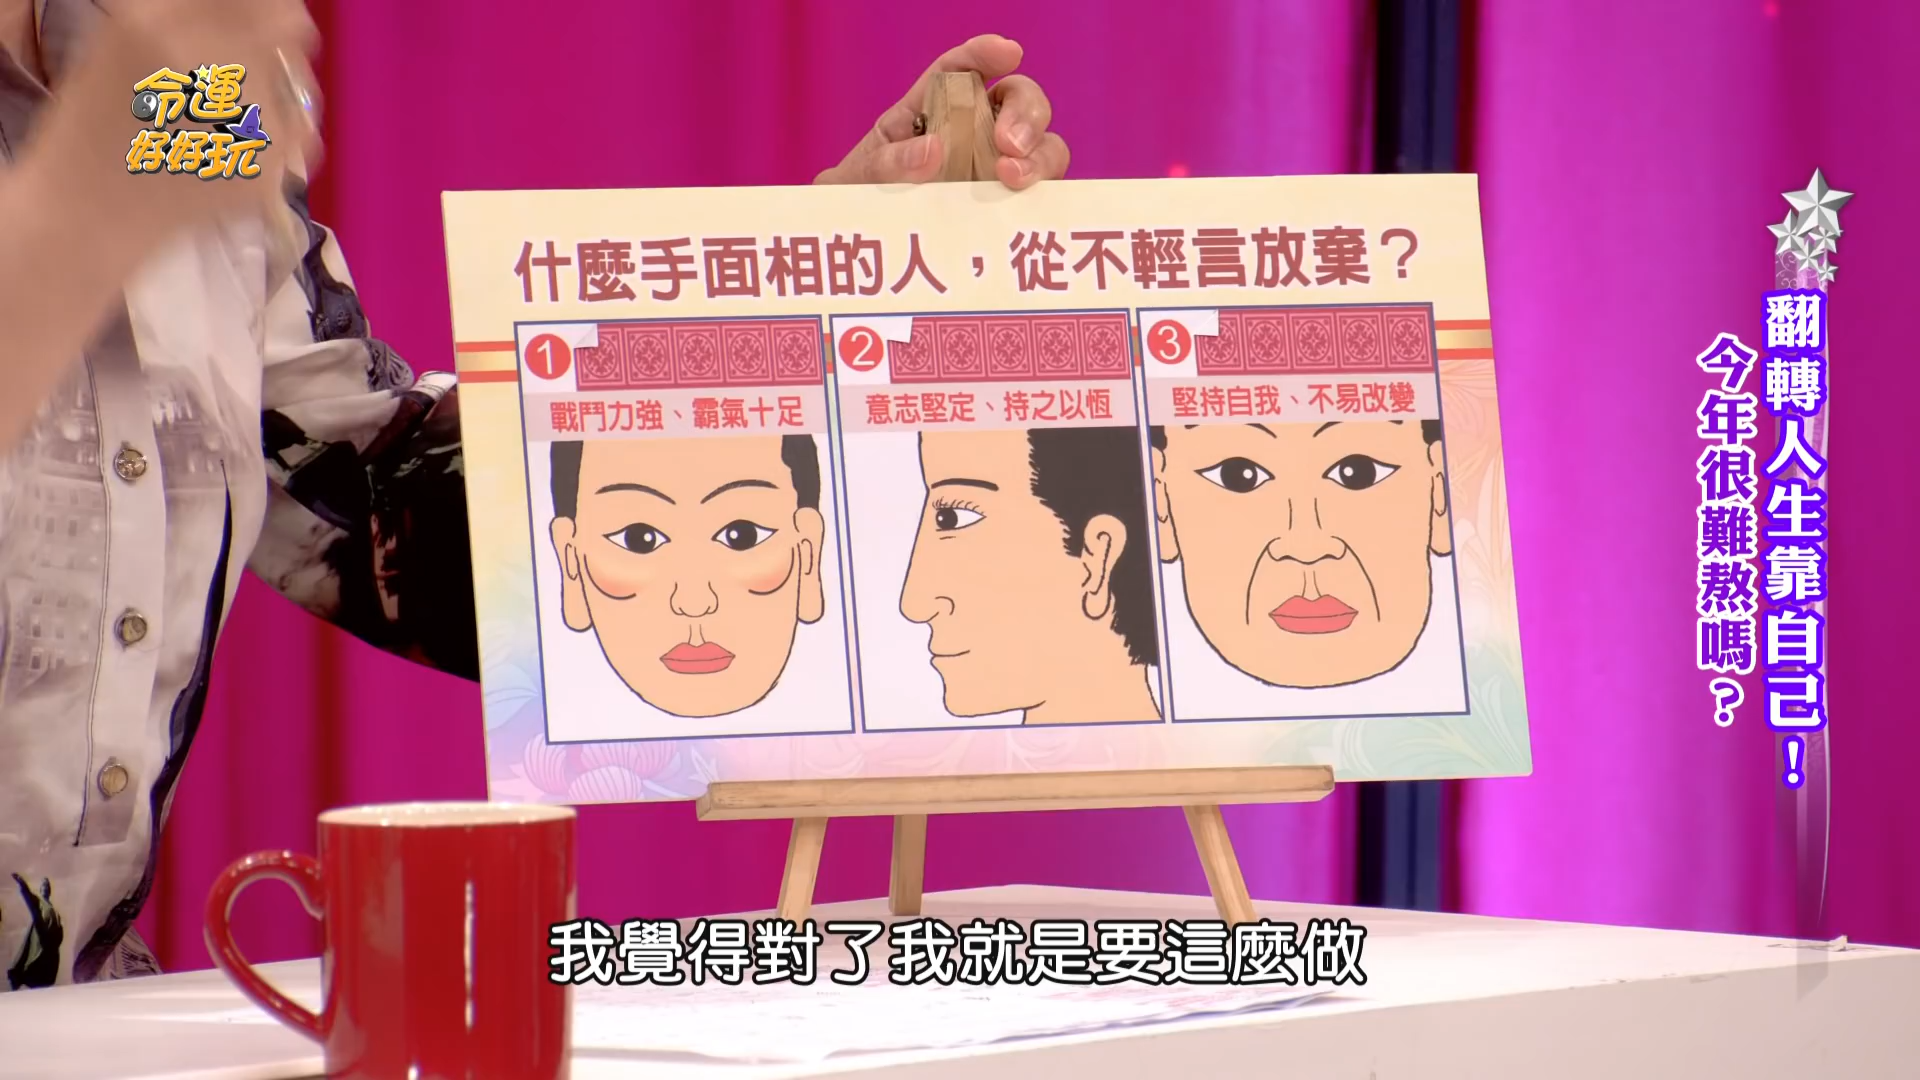 命運
好好玩
什麼手面相的人，從不輕言放棄？
1
戰鬥力強、霸氣十足
2
意志堅定、持之以恆
3
堅持自我、不易改變
翻轉人生靠自己！
今年很難熬嗎？
我覺得對了我就是要這麼做